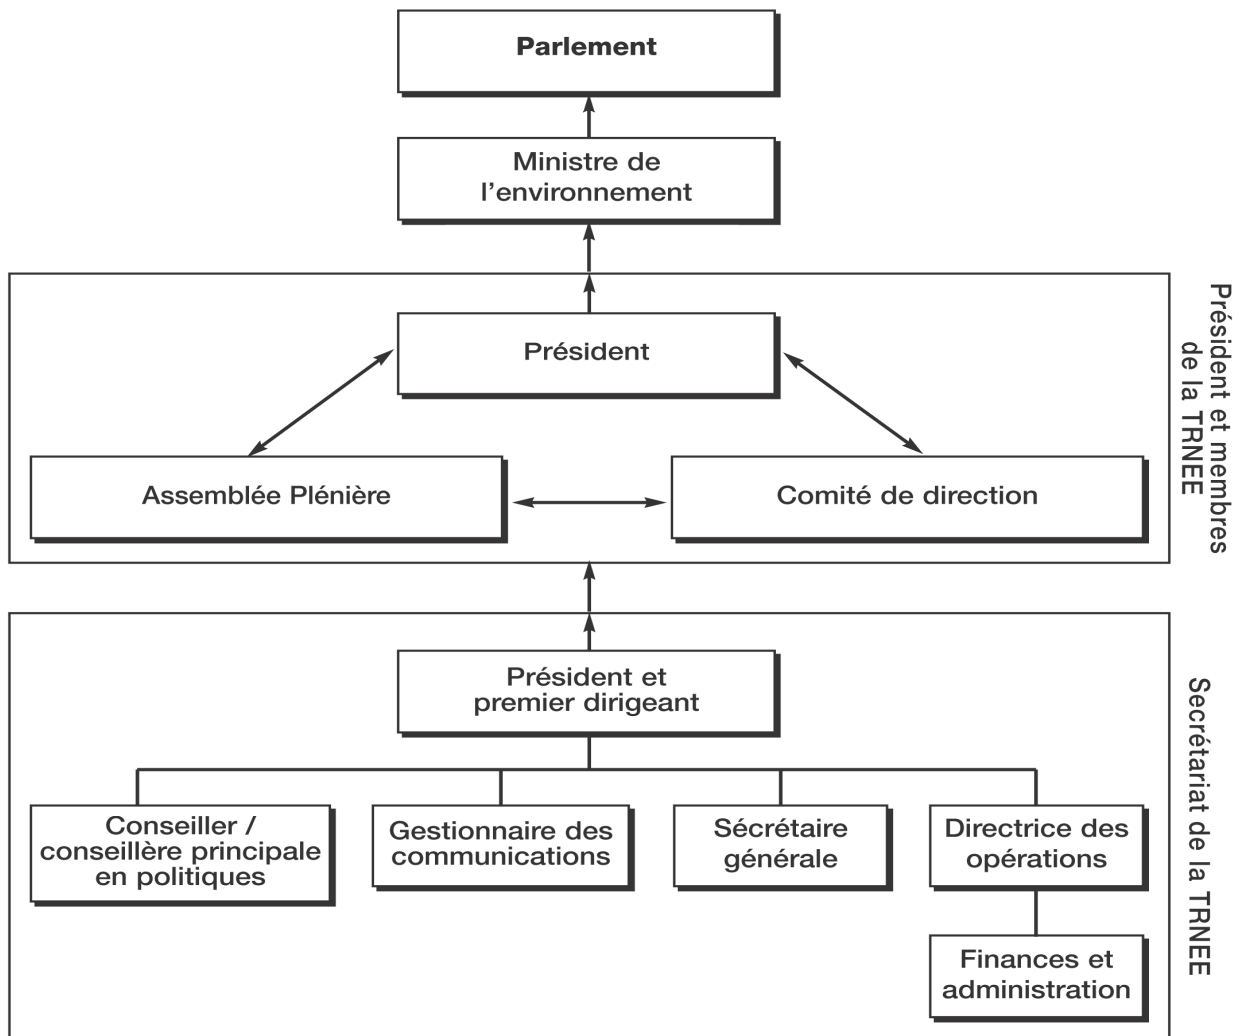 Parlement
Ministre de
l’environnement
Président
Assemblée Plénière
Comité de direction
Président et membres
de la TRNEE
Président et
premier dirigeant
Conseiller /
conseillère principale
en politiques
Gestionnaire des
communications
Sécrétaire
générale
Directrice des
opérations
Finances et
administration
Secrétariat de la TRNEE